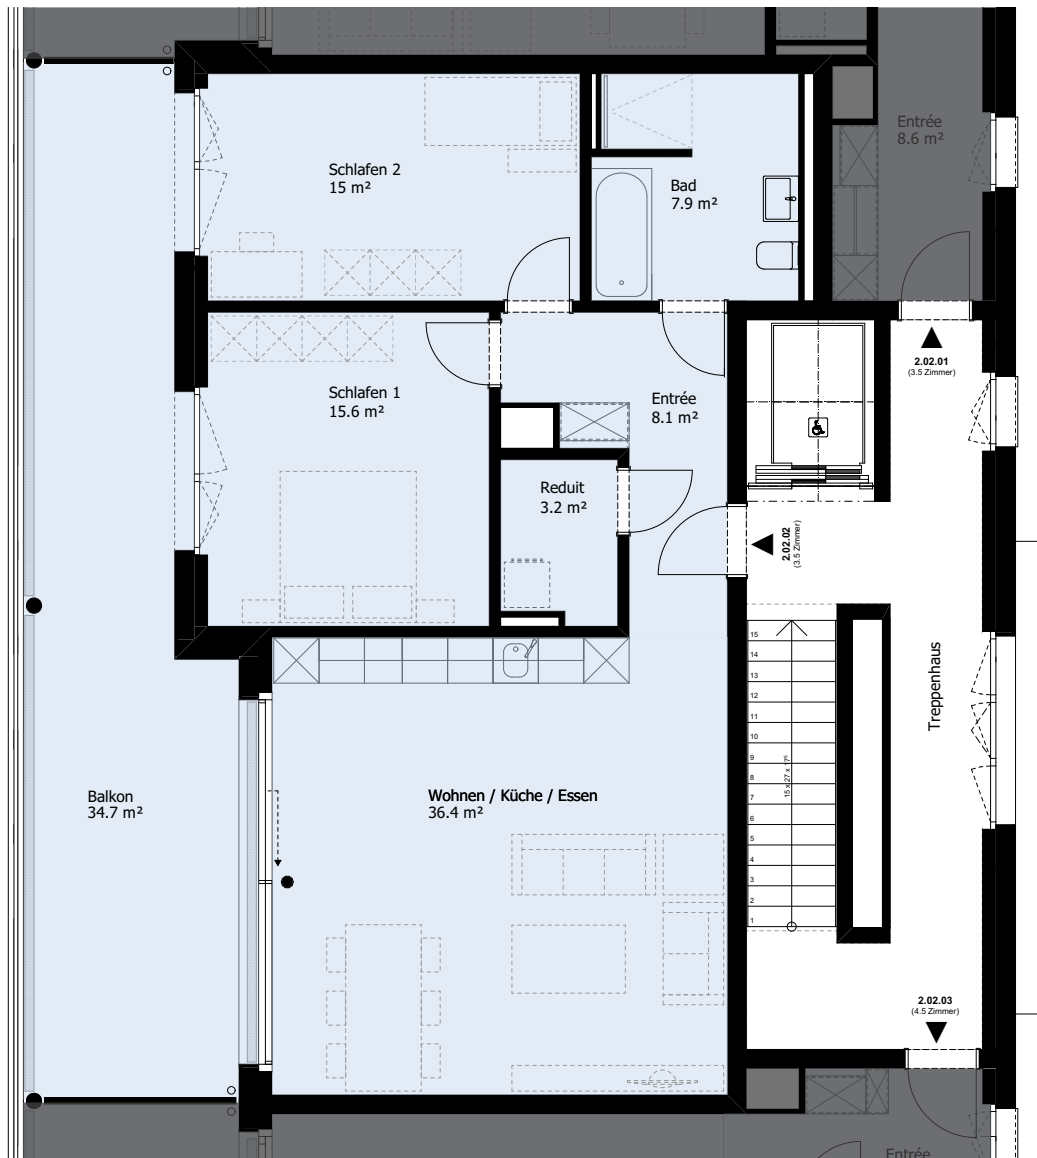 Entrée
8.6 m²
Schlafen 2
15 m²
Bad
7.9 m²
2.02.01
(3.5 Zimmer)
Schlafen 1
15.6 m²
Entrée
8.1 m²
Reduit
3.2 m²
2.02.02
(3.5 Zimmer)
15
14
13
12
11
10
9
8
7
6
5
4
3
2
1
15 x 27 x 17⁵
Treppenhaus
Balkon
34.7 m²
Wohnen / Küche / Essen
36.4 m²
2.02.03
(4.5 Zimmer)
Entrée